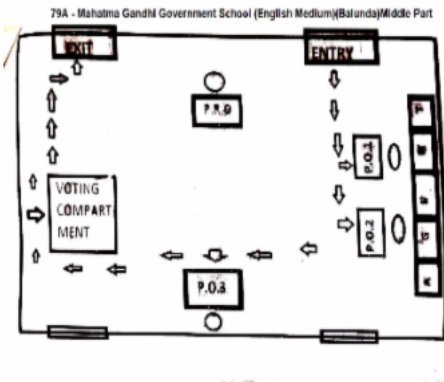 79A - Mahatma Gandhi Government School (English Medium)(Balunda)Middle Part
EXIT
ENTRY
P.R.O
P.O.1
VOTING
COMPART
MENT
P.O.2
P.O.3